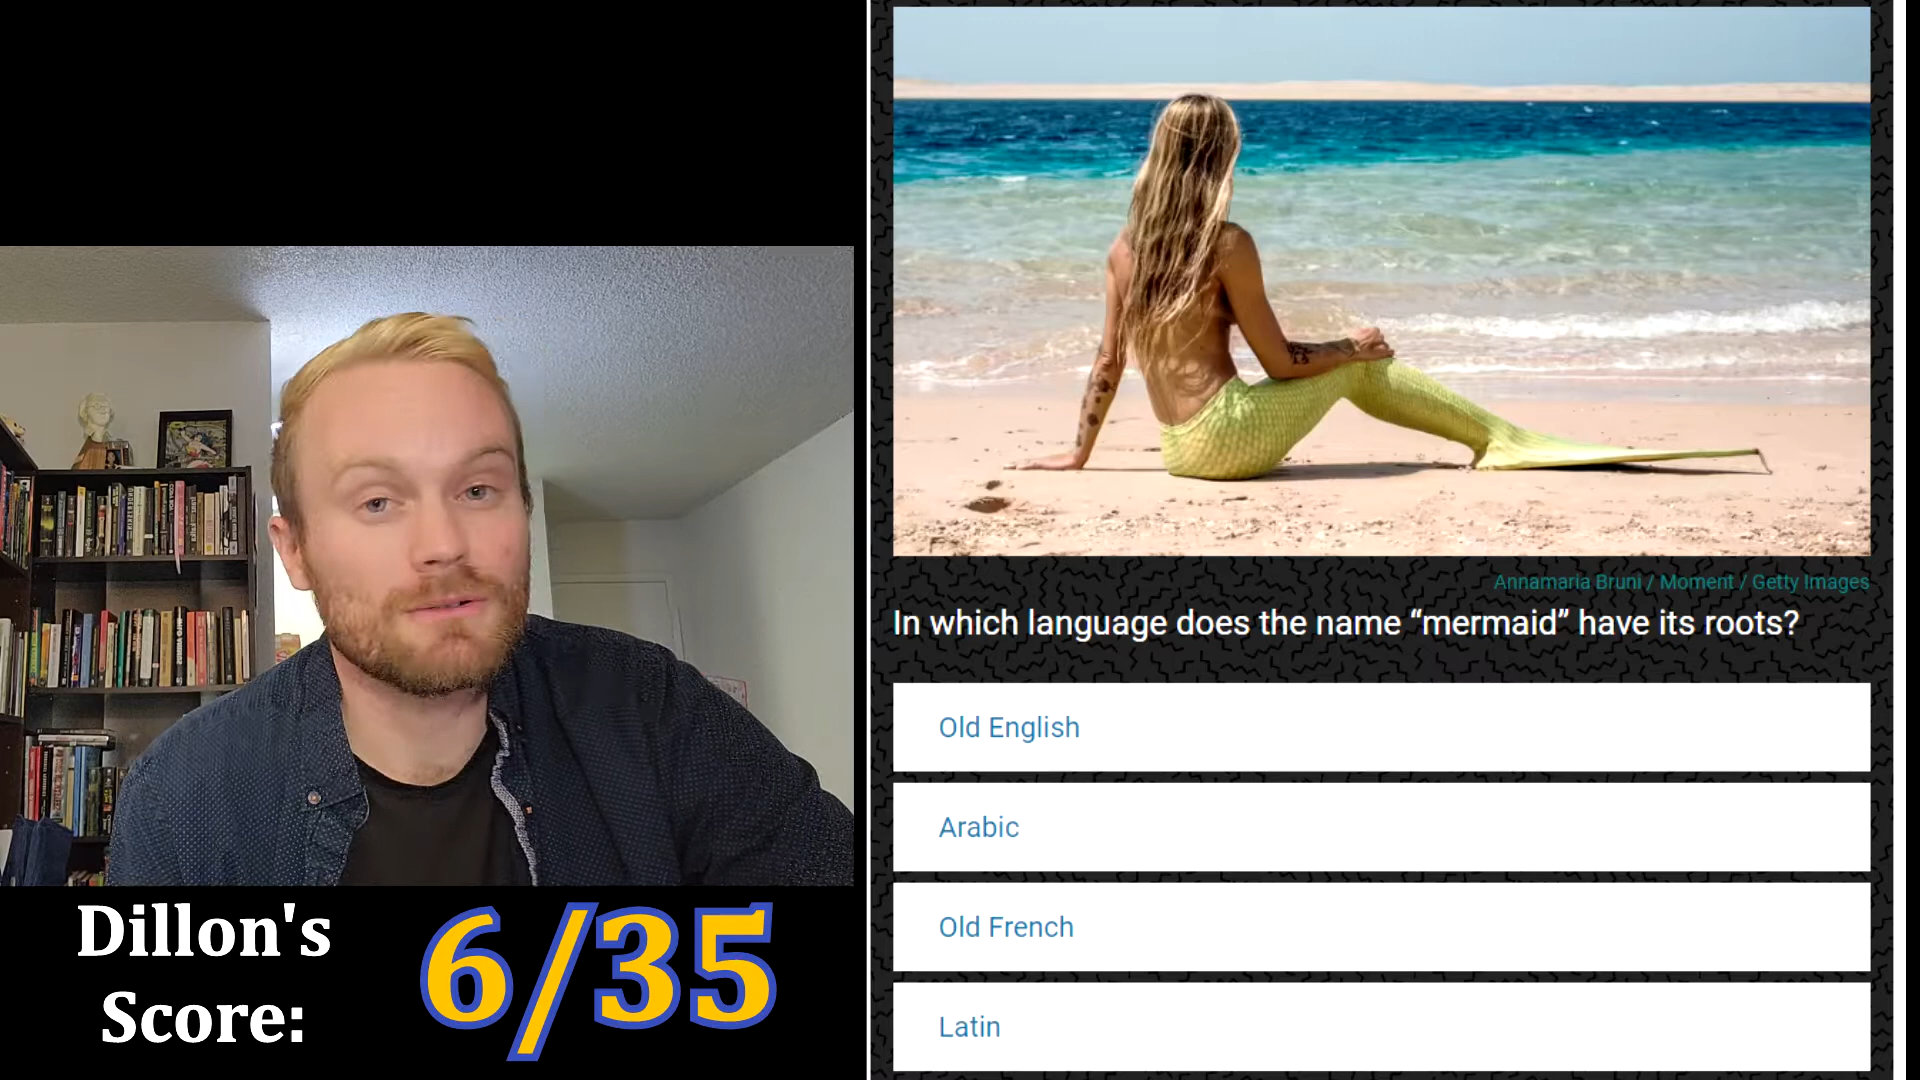 Dillon's
Score:
6/35
Annamaria Bruni / Moment / Getty Images
In which language does the name “mermaid” have its roots?
Old English
Arabic
Old French
Latin